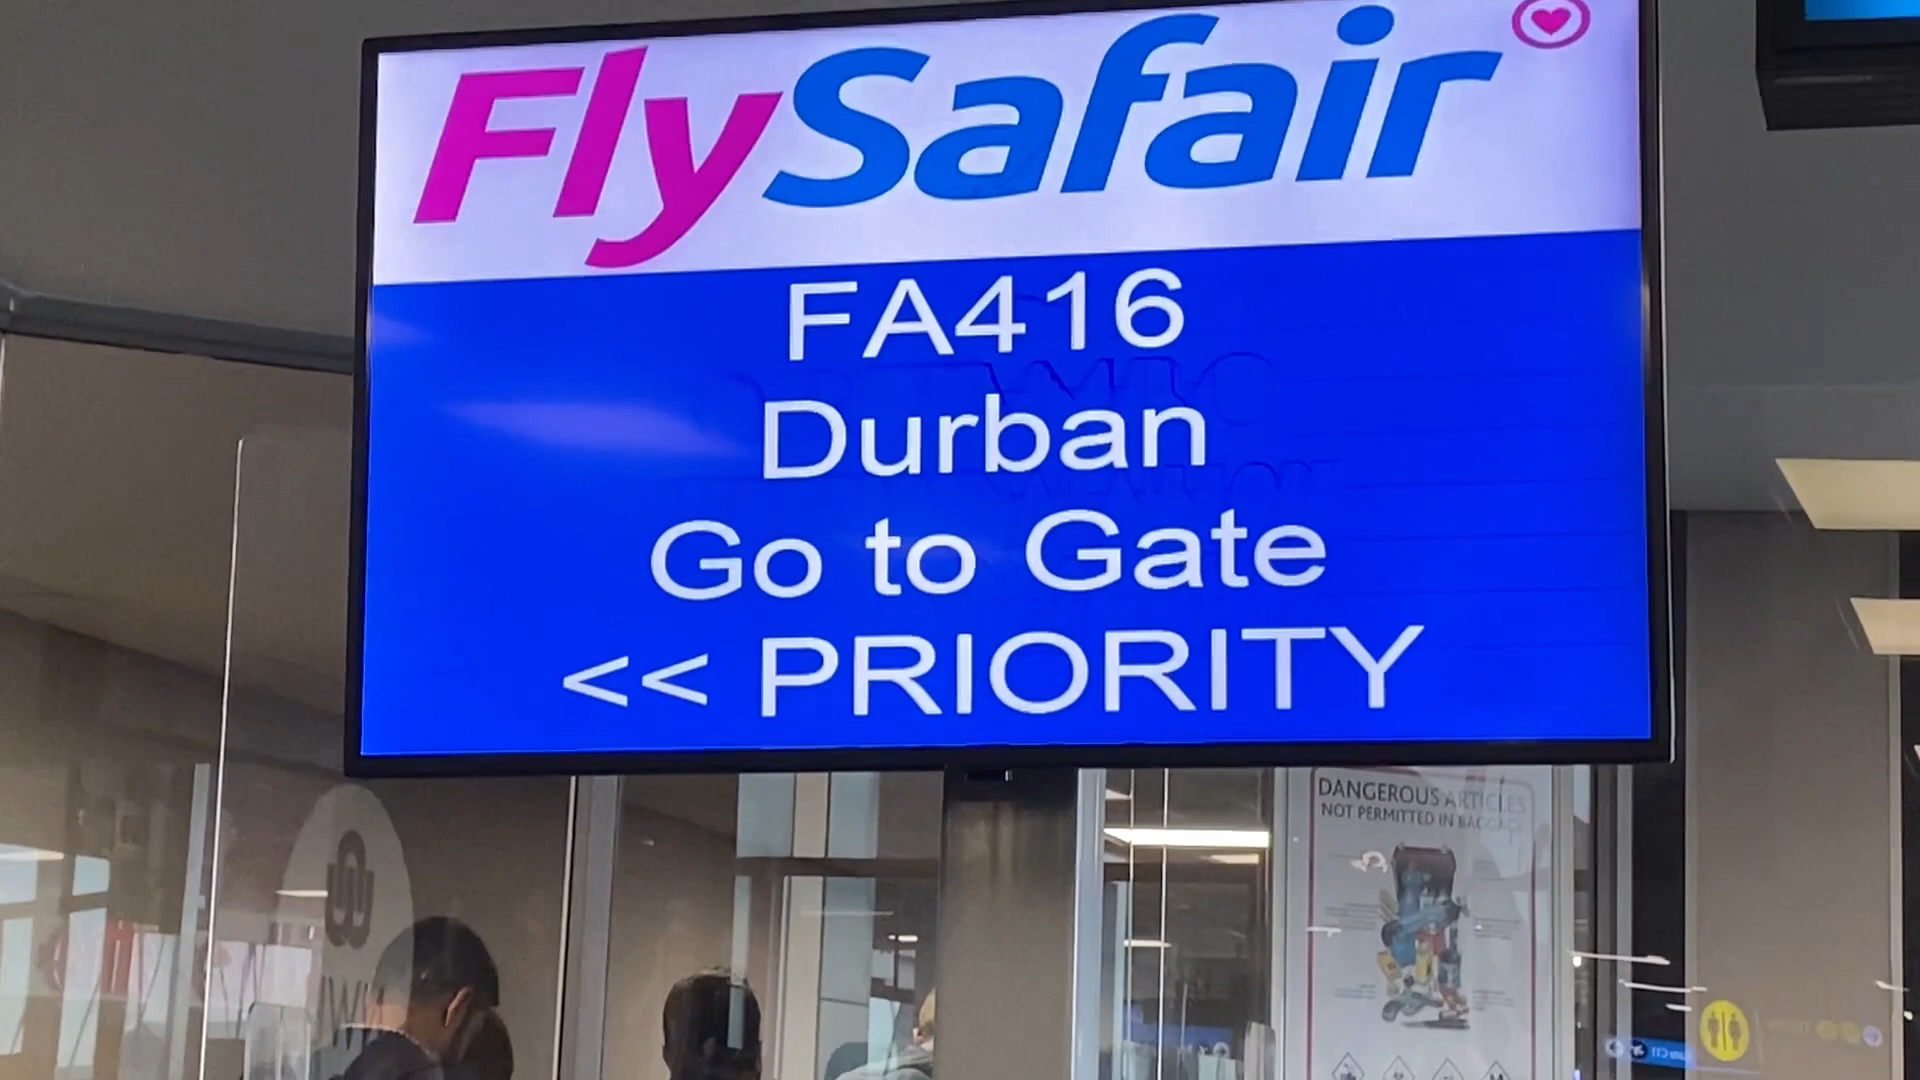 FlySafair
FA416
Durban
Go to Gate
<< PRIORITY
DANGEROUS ARTICLES
NOT PERMITTED IN BAGGAGE